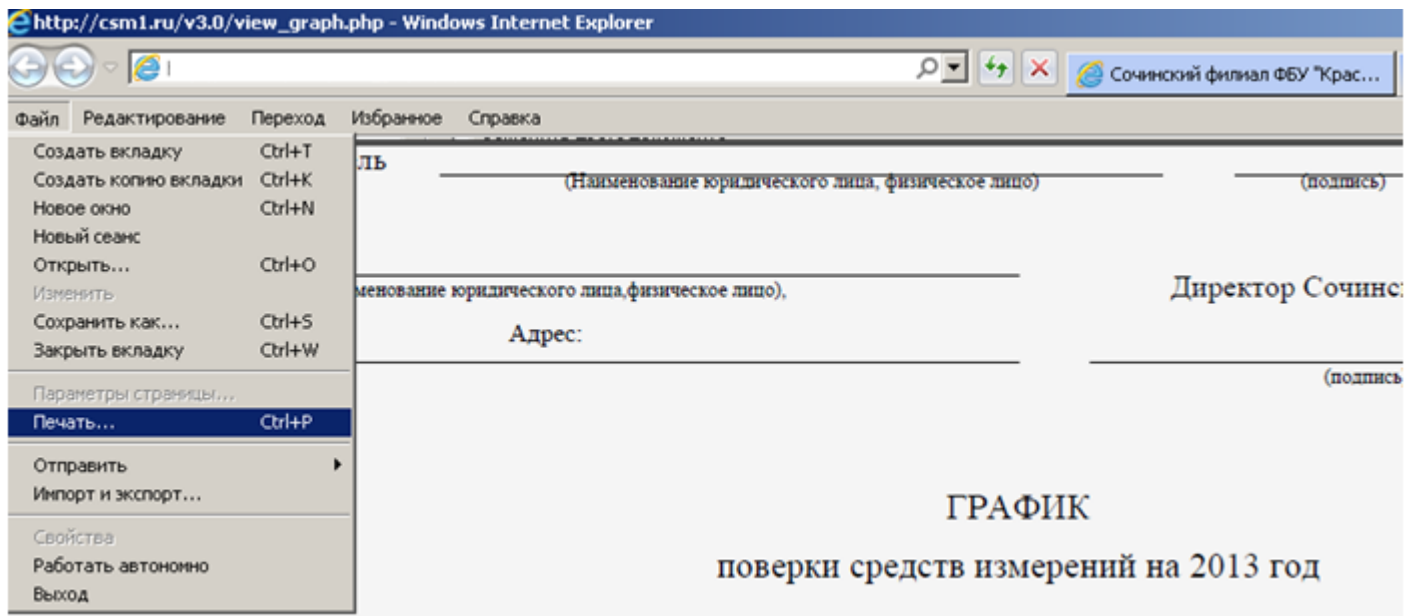 http://csm1.ru/v3.0/view_graph.php - Windows Internet Explorer
Сочинский филиал ФБУ "Крас...
Файл Редактирование Переход Избранное Справка
Создать вкладку Ctrl+T
Создать копию вкладки Ctrl+K
Новое окно Ctrl+N
Новый сеанс
Открыть... Ctrl+O
Изменить
Сохранить как... Ctrl+S
Закрыть вкладку Ctrl+W
Параметры страницы...
Печать... Ctrl+P
Отправить
Импорт и экспорт...
Свойства
Работать автономно
Выход
ль
(Наименование юридического лица, физическое лицо) (подпись)
менование юридического лица,физическое лицо), Директор Сочинс
Адрес:
(подпись
ГРАФИК
поверки средств измерений на 2013 год